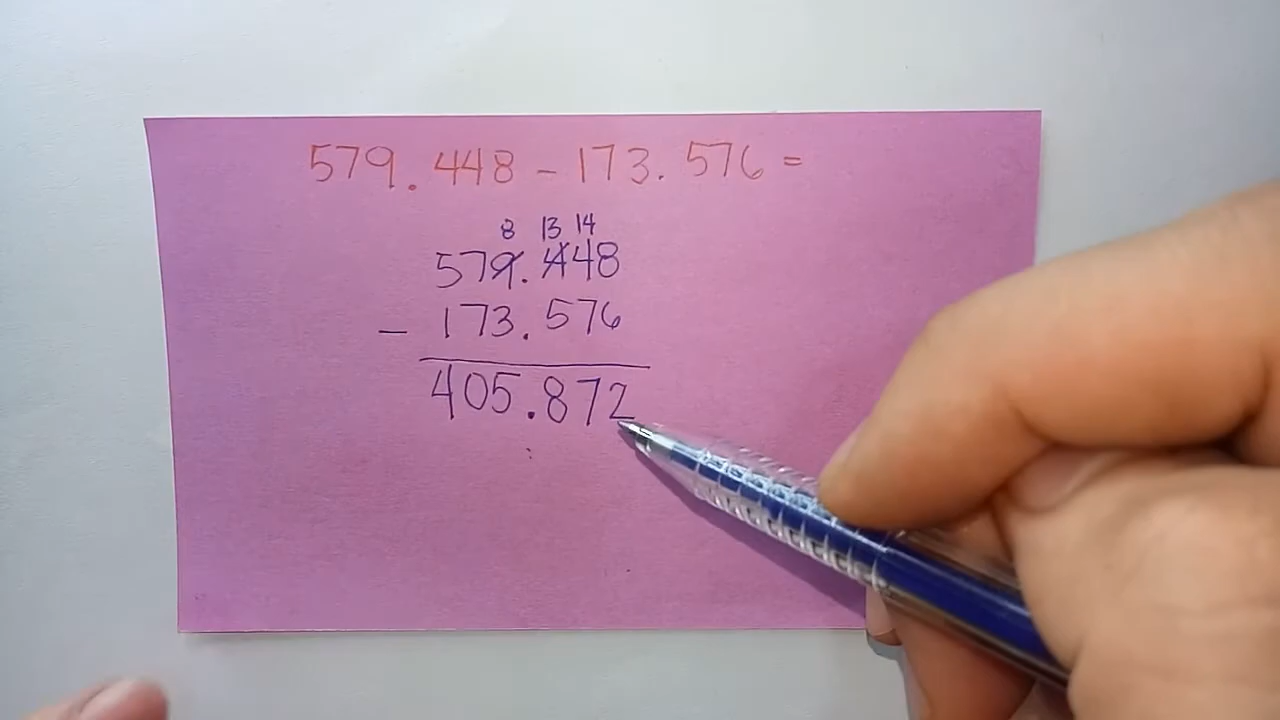 579.448 - 173.576 =
8 13 14
579.448
- 173.576
405.872